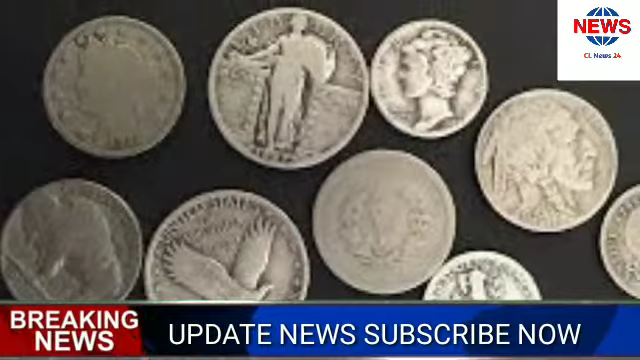 NEWS
CL News 24
BREAKING
NEWS
UPDATE NEWS SUBSCRIBE NOW